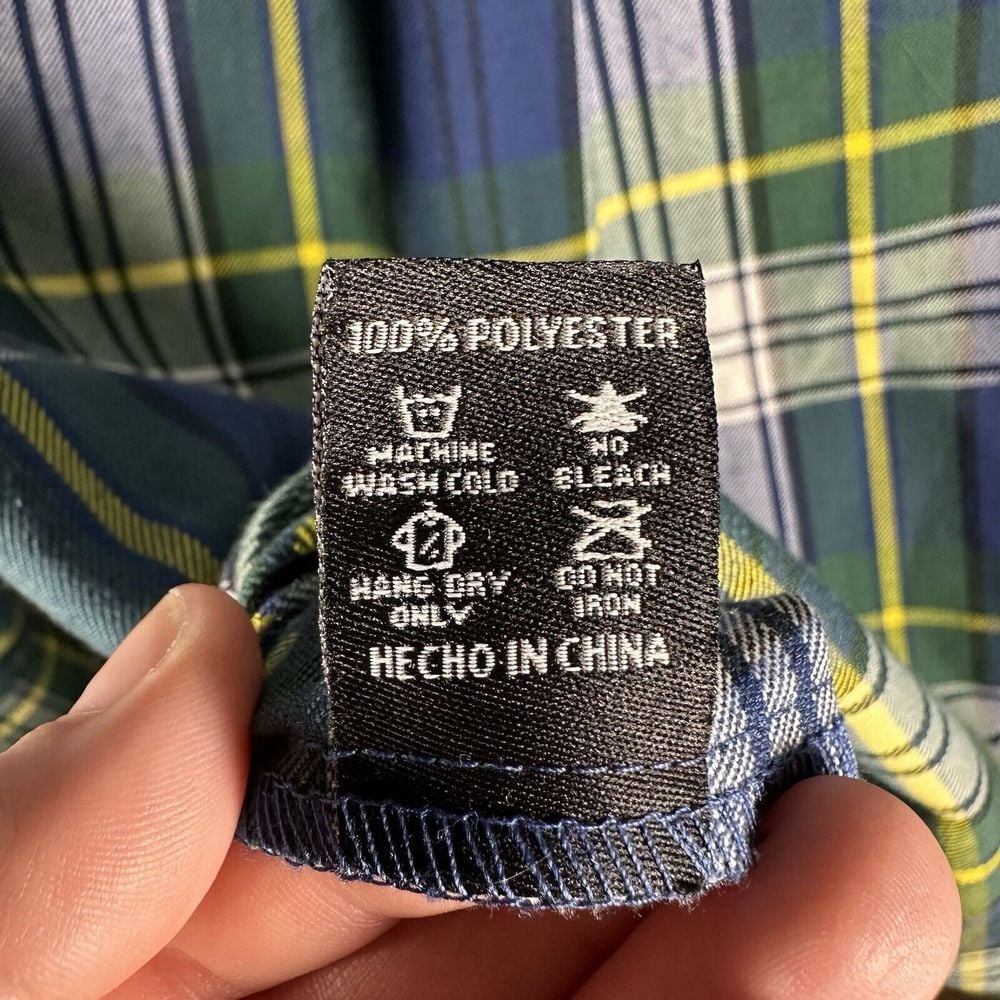 100% POLYESTER
MACHINE
WASH COLD
NO
BLEACH
HANG DRY
ONLY
DO NOT
IRON
HECHO IN CHINA